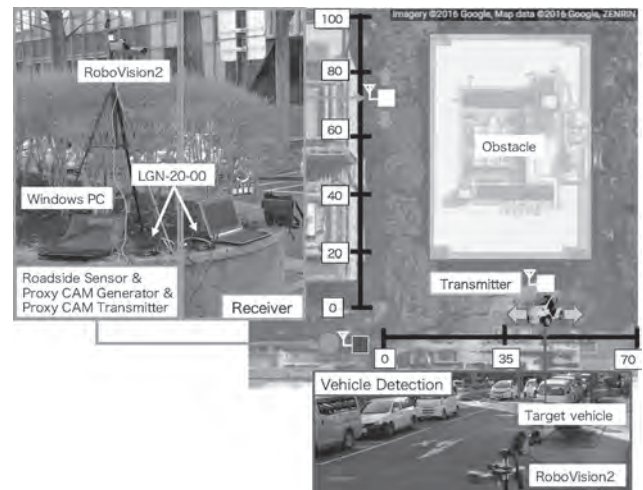 Imagery ©2016 Google, Map data ©2016 Google, ZENRIN
RoboVision2
LGN-20-00
Windows PC
Roadside Sensor &
Proxy CAM Generator &
Proxy CAM Transmitter
Receiver
100
80
60
40
20
0
Obstacle
Transmitter
0
35
70
Vehicle Detection
Target vehicle
RoboVision2